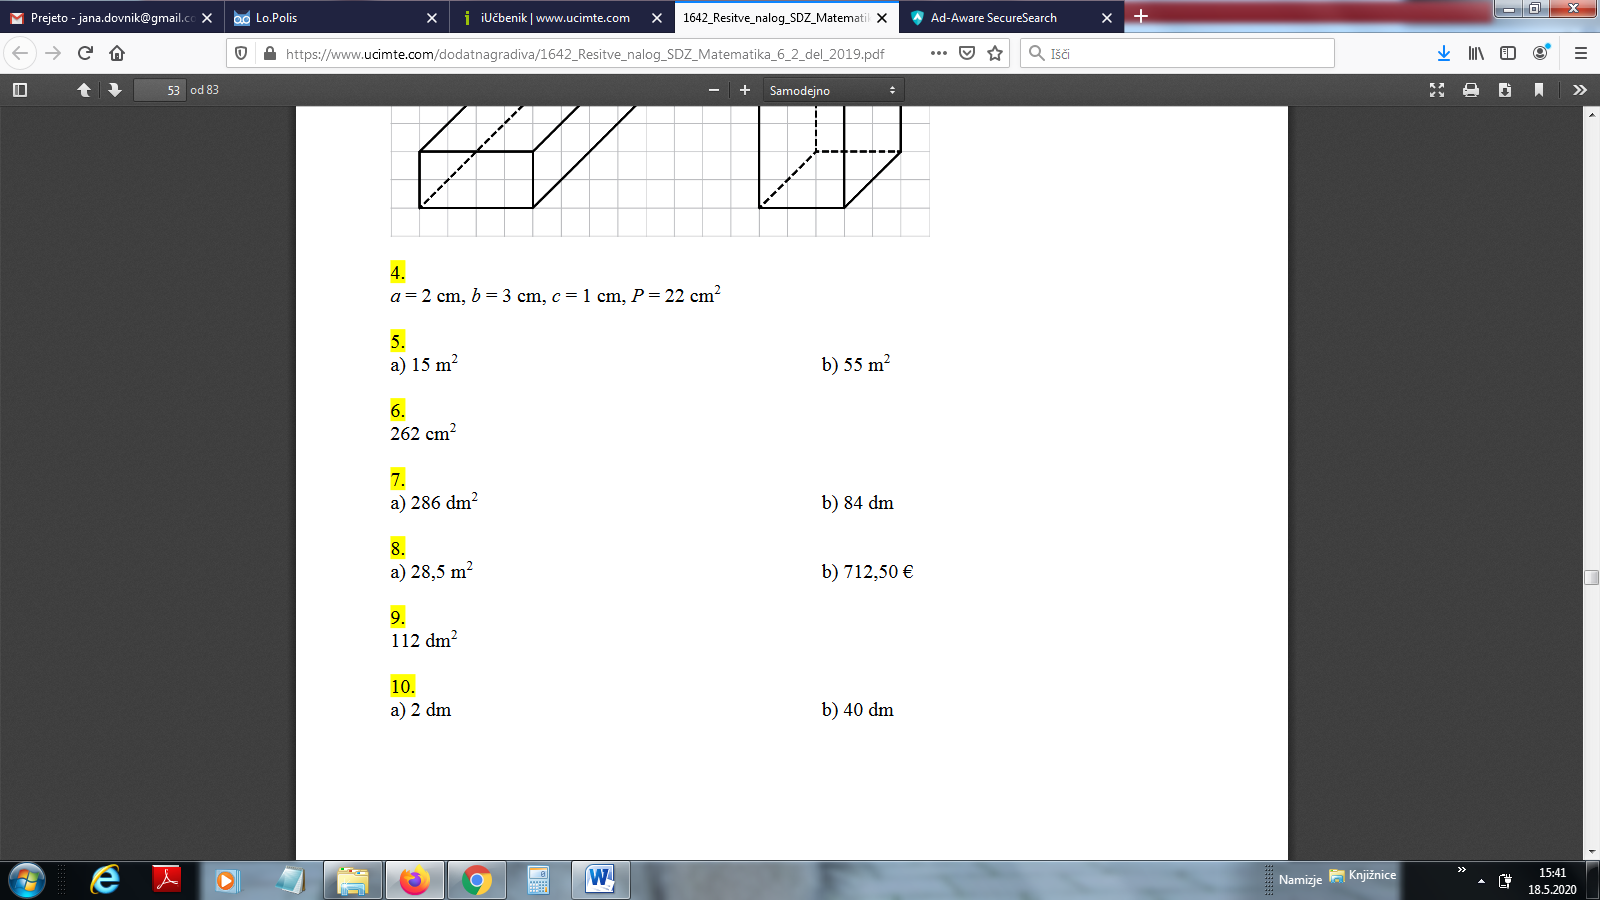 Prejeto - jana.dovnik@gmail.co
Lo.Polis
iUčbenik | www.ucimte.com
1642_Resitve_nalog_SDZ_Matemati
Ad-Aware SecureSearch
https://www.ucimte.com/dodatnagradiva/1642_Resitve_nalog_SDZ_Matematika_6_2_del_2019.pdf
Išči
53 od 83
Samodejno
4.
a = 2 cm, b = 3 cm, c = 1 cm, P = 22 cm²
5.
a) 15 m² b) 55 m²
6.
262 cm²
7.
a) 286 dm² b) 84 dm
8.
a) 28,5 m² b) 712,50 €
9.
112 dm²
10.
a) 2 dm b) 40 dm
Namizje
Knjižnice
15:41
18.5.2020